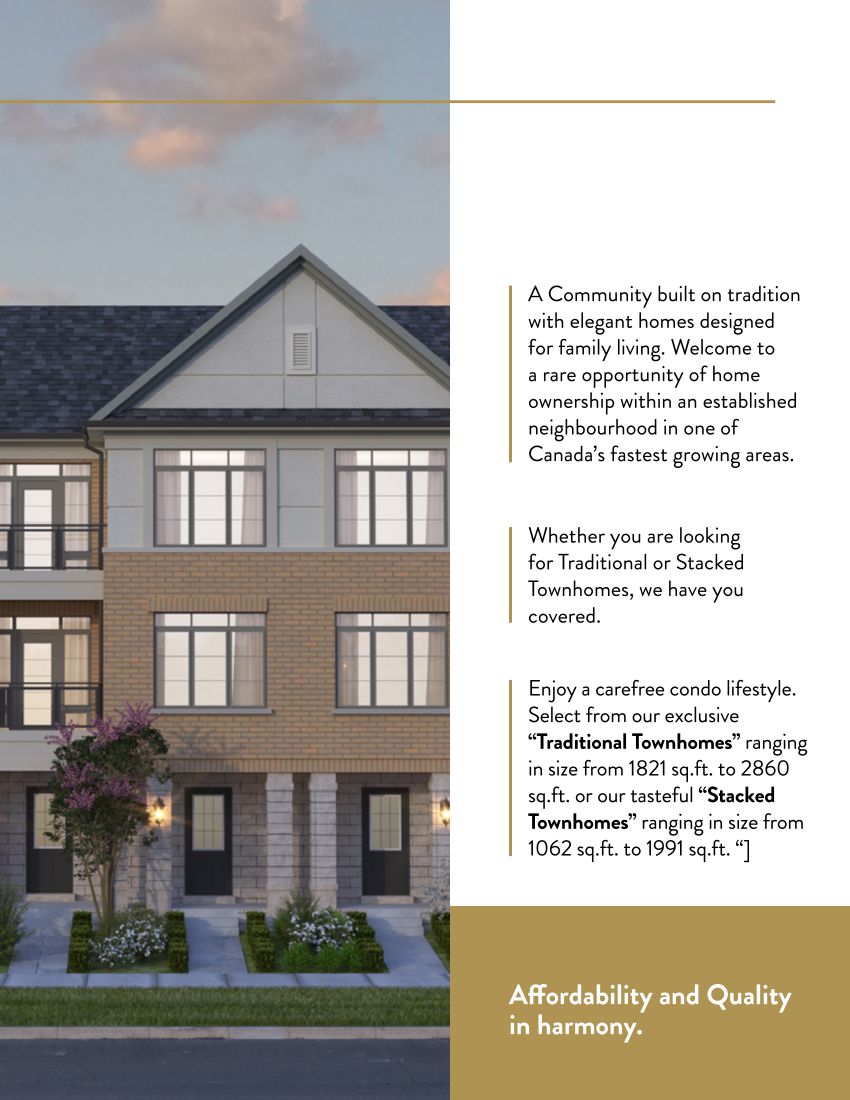 A Community built on tradition
with elegant homes designed
for family living. Welcome to
a rare opportunity of home
ownership within an established
neighbourhood in one of
Canada’s fastest growing areas.
Whether you are looking
for Traditional or Stacked
Townhomes, we have you
covered.
Enjoy a carefree condo lifestyle.
Select from our exclusive
“Traditional Townhomes” ranging
in size from 1821 sq.ft. to 2860
sq.ft. or our tasteful “Stacked
Townhomes” ranging in size from
1062 sq.ft. to 1991 sq.ft. “]
Affordability and Quality
in harmony.